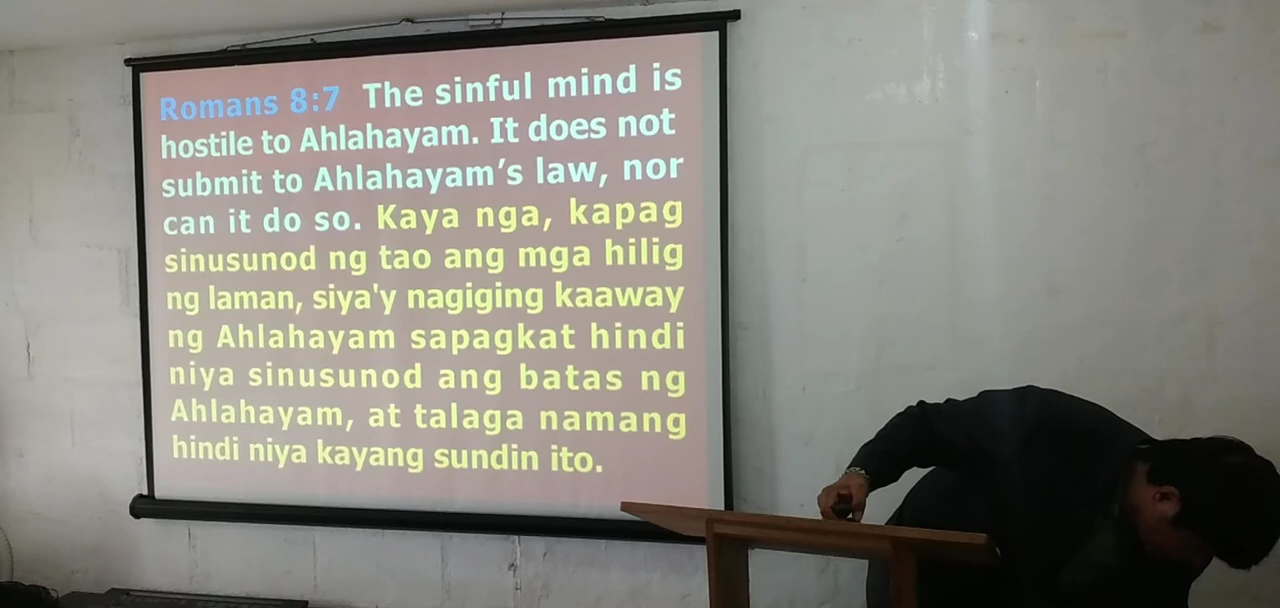 Romans 8:7 The sinful mind is
hostile to Ahlahayam. It does not
submit to Ahlahayam's law, nor
can it do so. Kaya nga, kapag
sinusunod ng tao ang mga hilig
ng laman, siya'y nagiging kaaway
ng Ahlahayam sapagkat hindi
niya sinusunod ang batas ng
Ahlahayam, at talaga namang
hindi niya kayang sundin ito.